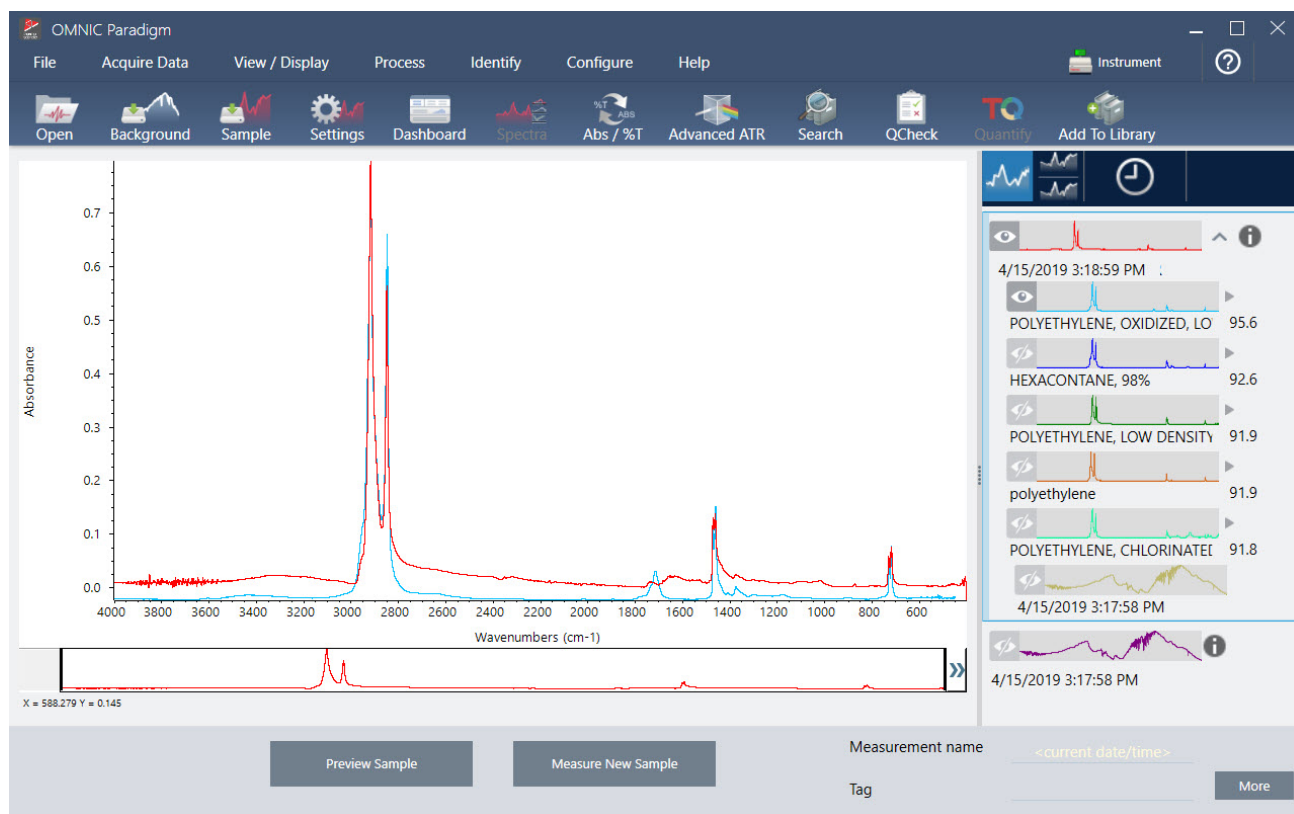 OMNIC Paradigm
File Acquire Data View / Display Process Identify Configure Help Instrument
%T ABS TQ
Open Background Sample Settings Dashboard Spectra Abs / %T Advanced ATR Search QCheck Quantify Add To Library
0.7
0.6
0.5
0.4
0.3
0.2
0.1
0.0
Absorbance
4000 3800 3600 3400 3200 3000 2800 2600 2400 2200 2000 1800 1600 1400 1200 1000 800 600
Wavenumbers (cm-1)
X = 588.279 Y = 0.145
4/15/2019 3:18:59 PM
POLYETHYLENE, OXIDIZED, LO 95.6
HEXACONTANE, 98% 92.6
POLYETHYLENE, LOW DENSITY 91.9
polyethylene 91.9
POLYETHYLENE, CHLORINATE 91.8
4/15/2019 3:17:58 PM
4/15/2019 3:17:58 PM
Preview Sample Measure New Sample
Measurement name <current date/time>
Tag
More